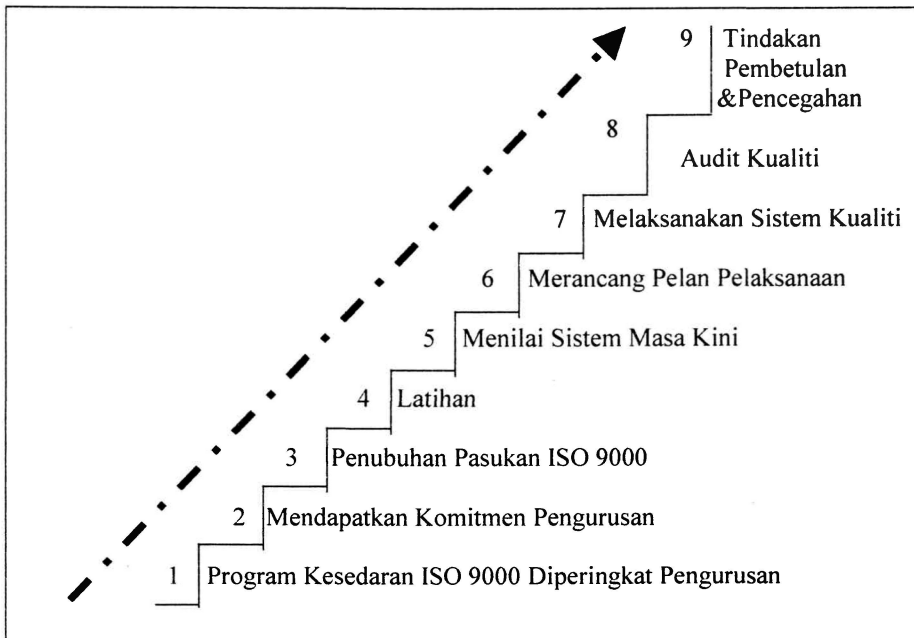 9 Tindakan
Pembetulan
&Pencegahan
8
Audit Kualiti
7 Melaksanakan Sistem Kualiti
6 Merancang Pelan Pelaksanaan
5 Menilai Sistem Masa Kini
4 Latihan
3 Penubuhan Pasukan ISO 9000
2 Mendapatkan Komitmen Pengurusan
1 Program Kesedaran ISO 9000 Diperingkat Pengurusan